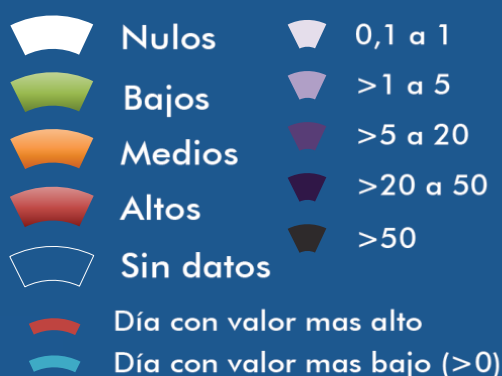 Nulos
Bajos
Medios
Altos
Sin datos
0,1 a 1
>1 a 5
>5 a 20
>20 a 50
>50
Día con valor mas alto
Día con valor mas bajo (>0)